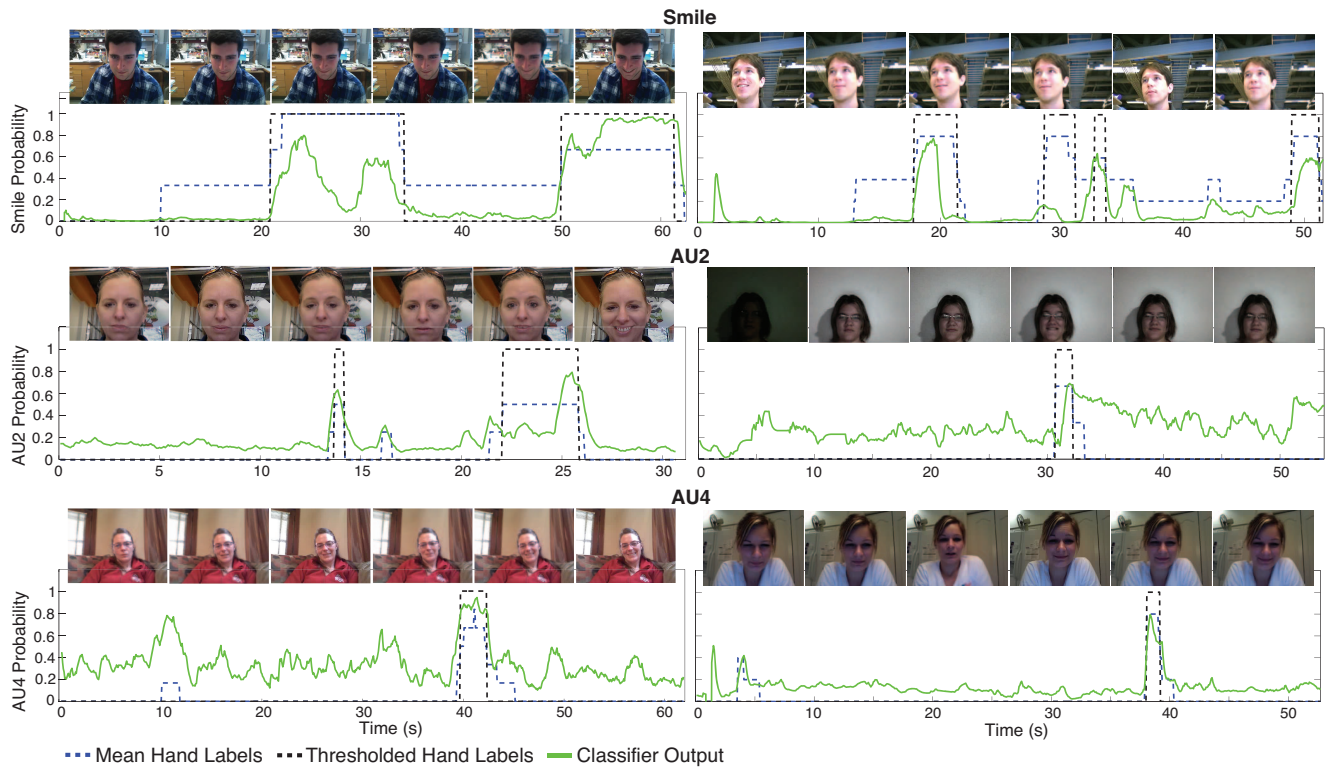 Smile
Smile Probability
1
0.8
0.6
0.4
0.2
0
0 10 20 30 40 50 60
0 10 20 30 40 50
AU2
AU2 Probability
1
0.8
0.6
0.4
0.2
0
0 5 10 15 20 25 30
0 10 20 30 40 50
AU4
AU4 Probability
1
0.8
0.6
0.4
0.2
0
0 10 20 30 40 50 60
0 10 20 30 40 50
Time (s) Time (s)
Mean Hand Labels Thresholded Hand Labels Classifier Output